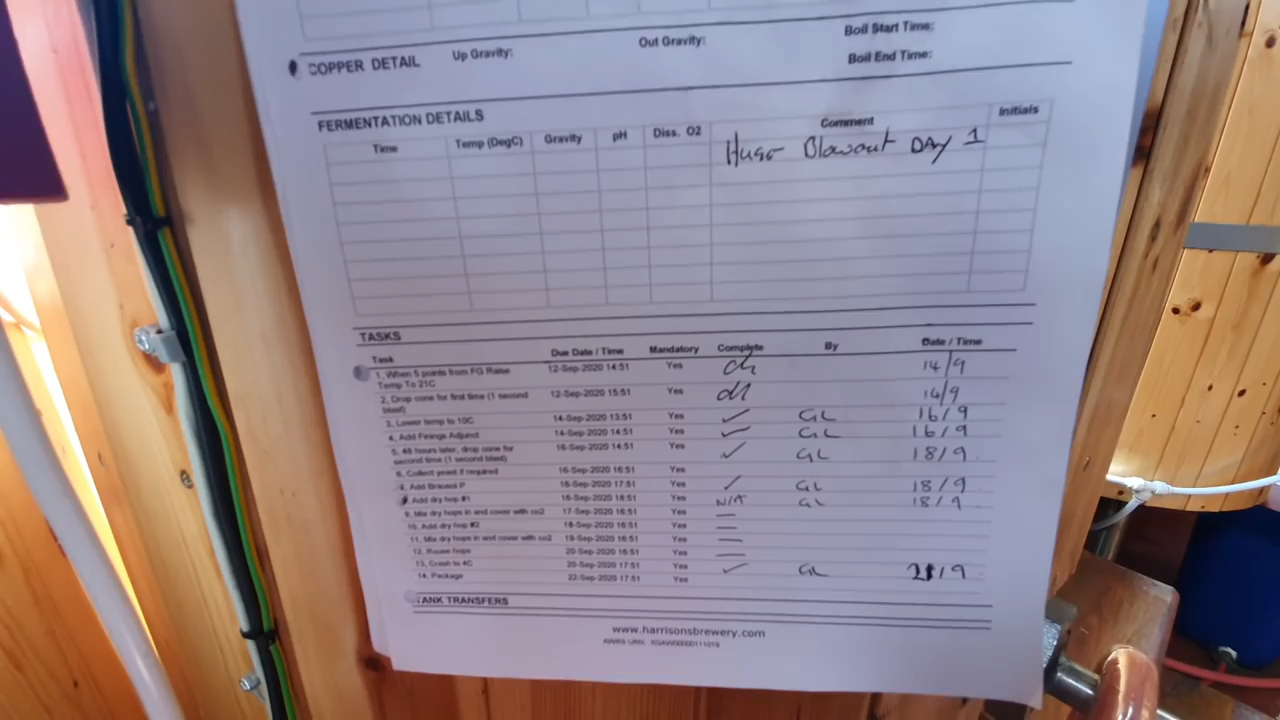 Boil Start Time:
COPPER DETAIL Up Gravity: Out Gravity:
Boil End Time:
FERMENTATION DETAILS
Time Temp (DegC) Gravity pH Diss. O2 Comment Initials
Huge Blowout DAY 1
TASKS
Task Due Date / Time Mandatory Complete By Date / Time
1. When 5 points from FG Raise 12-Sep-2020 14:51 Yes 14/9
Temp To 21C
2. Drop cone for first time (1 second 12-Sep-2020 15:51 Yes 14/9
blast)
3. Lower temp to 10C 14-Sep-2020 13:51 Yes ✓ GL 16/9
4. Add Finings Adjunct 14-Sep-2020 14:51 Yes ✓ GL 16/9
5. 48 hours later, drop cone for 16-Sep-2020 14:51 Yes ✓ GL 18/9
second time (1 second blast)
6. Collect yeast if required 16-Sep-2020 16:51 Yes
Add Brausol P 16-Sep-2020 17:51 Yes ✓ GL 18/9
Add dry hop #1 16-Sep-2020 18:51 Yes N/A GL 18/9
9. Mix dry hops in and cover with co2 17-Sep-2020 16:51 Yes —
10. Add dry hop #2 18-Sep-2020 16:51 Yes —
11. Mix dry hops in and cover with co2 19-Sep-2020 16:51 Yes —
12. Rouse hops 20-Sep-2020 16:51 Yes —
13. Crash to 4C 20-Sep-2020 17:51 Yes ✓ GL 21/9
14. Package 22-Sep-2020 17:51 Yes
TANK TRANSFERS
www.harrisonsbrewery.com
AWRS URN: XGAW00000111019